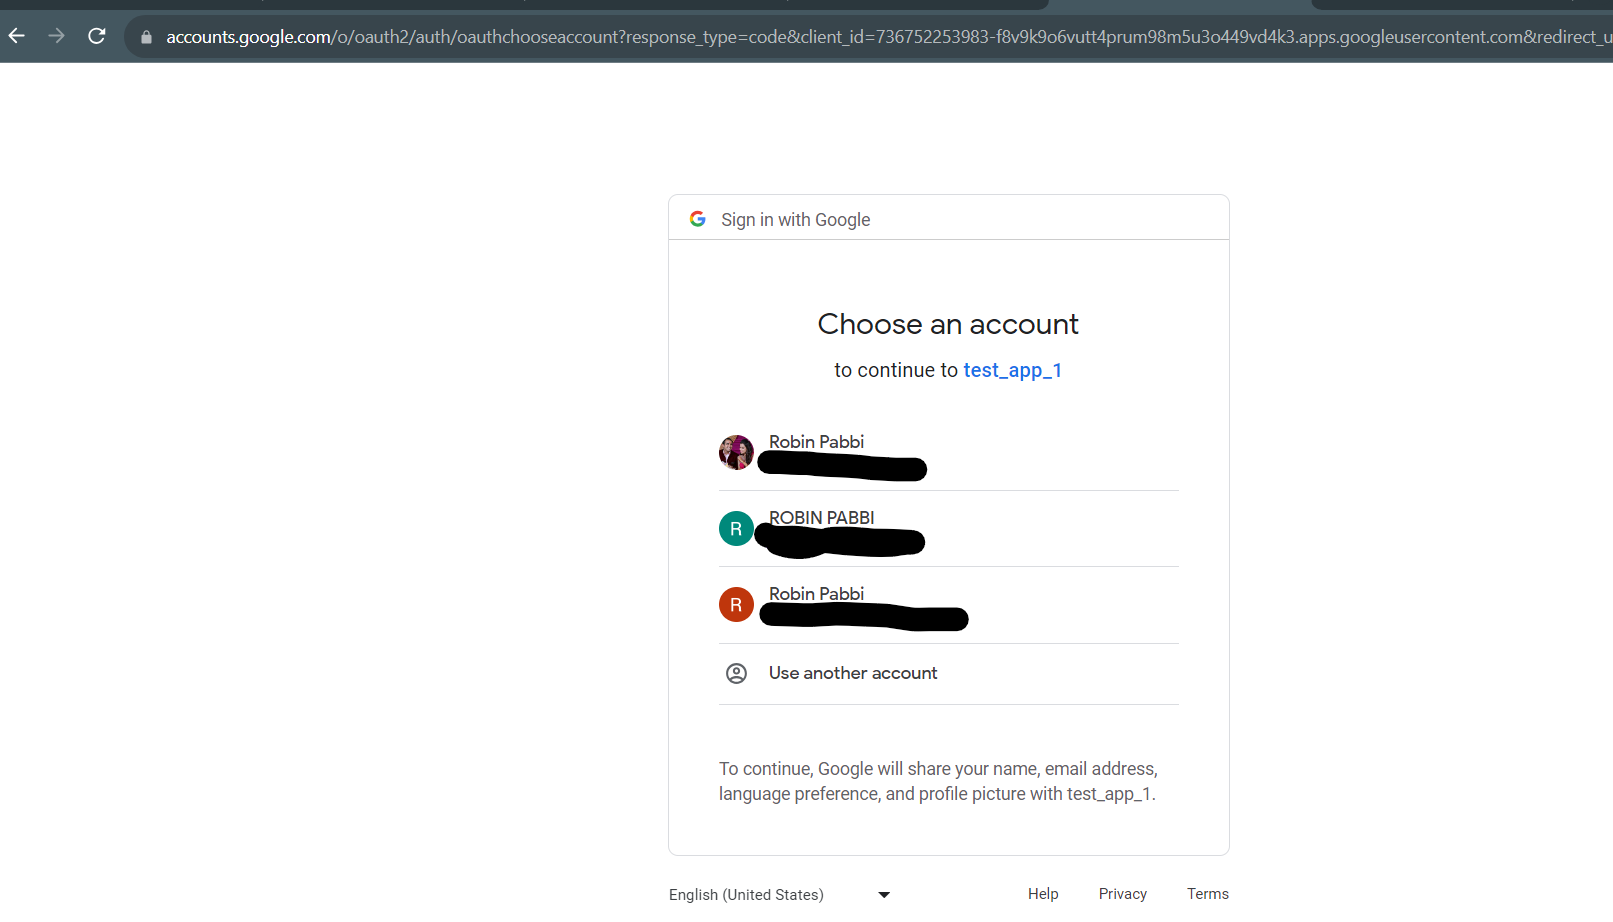 accounts.google.com/o/oauth2/auth/oauthchooseaccount?response_type=code&client_id=736752253983-f8v9k9o6vutt4prum98m5u3o449vd4k3.apps.googleusercontent.com&redirect_u
Sign in with Google
Choose an account
to continue to test_app_1
Robin Pabbi
R
ROBIN PABBI
R
Robin Pabbi
Use another account
To continue, Google will share your name, email address,
language preference, and profile picture with test_app_1.
English (United States)
Help Privacy Terms